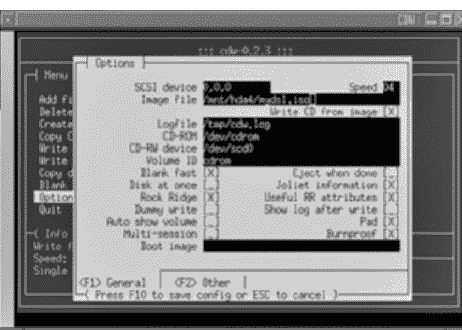 CDW
::: cdw-0.2.3 :::
Menu
Options
SCSI device 0,0,0 Speed 04
Image file /mnt/hda4/mydsl.iso
Add fi
Write CD from image [X]
Delete
Logfile /tmp/cdw.log
Create
CD-ROM /dev/cdrom
Copy C
CD-RW device /dev/scd0
Write
Volume ID cdrom
Write
Blank fast [X] Eject when done [ ]
Copy d
Disk at once [ ] Joliet information [X]
Blank
Rock Ridge [X] Useful RR attributes [X]
Option
Dummy write [ ] Show log after write [ ]
Quit
Auto show volume [ ] Pad [X]
Multi-session [ ] Burnproof [X]
( Info
Boot image
Write f
Speed:
Single
<F1> General | <F2> Other |
( Press F10 to save config or ESC to cancel )